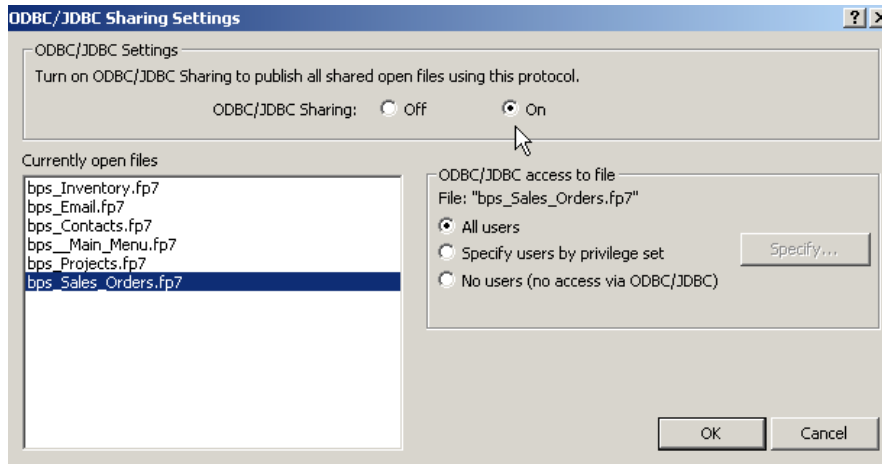 ODBC/JDBC Sharing Settings
ODBC/JDBC Settings
Turn on ODBC/JDBC Sharing to publish all shared open files using this protocol.
ODBC/JDBC Sharing: Off On
Currently open files
bps_Inventory.fp7
bps_Email.fp7
bps_Contacts.fp7
bps__Main_Menu.fp7
bps_Projects.fp7
bps_Sales_Orders.fp7
ODBC/JDBC access to file
File: "bps_Sales_Orders.fp7"
All users
Specify users by privilege set
Specify...
No users (no access via ODBC/JDBC)
OK Cancel